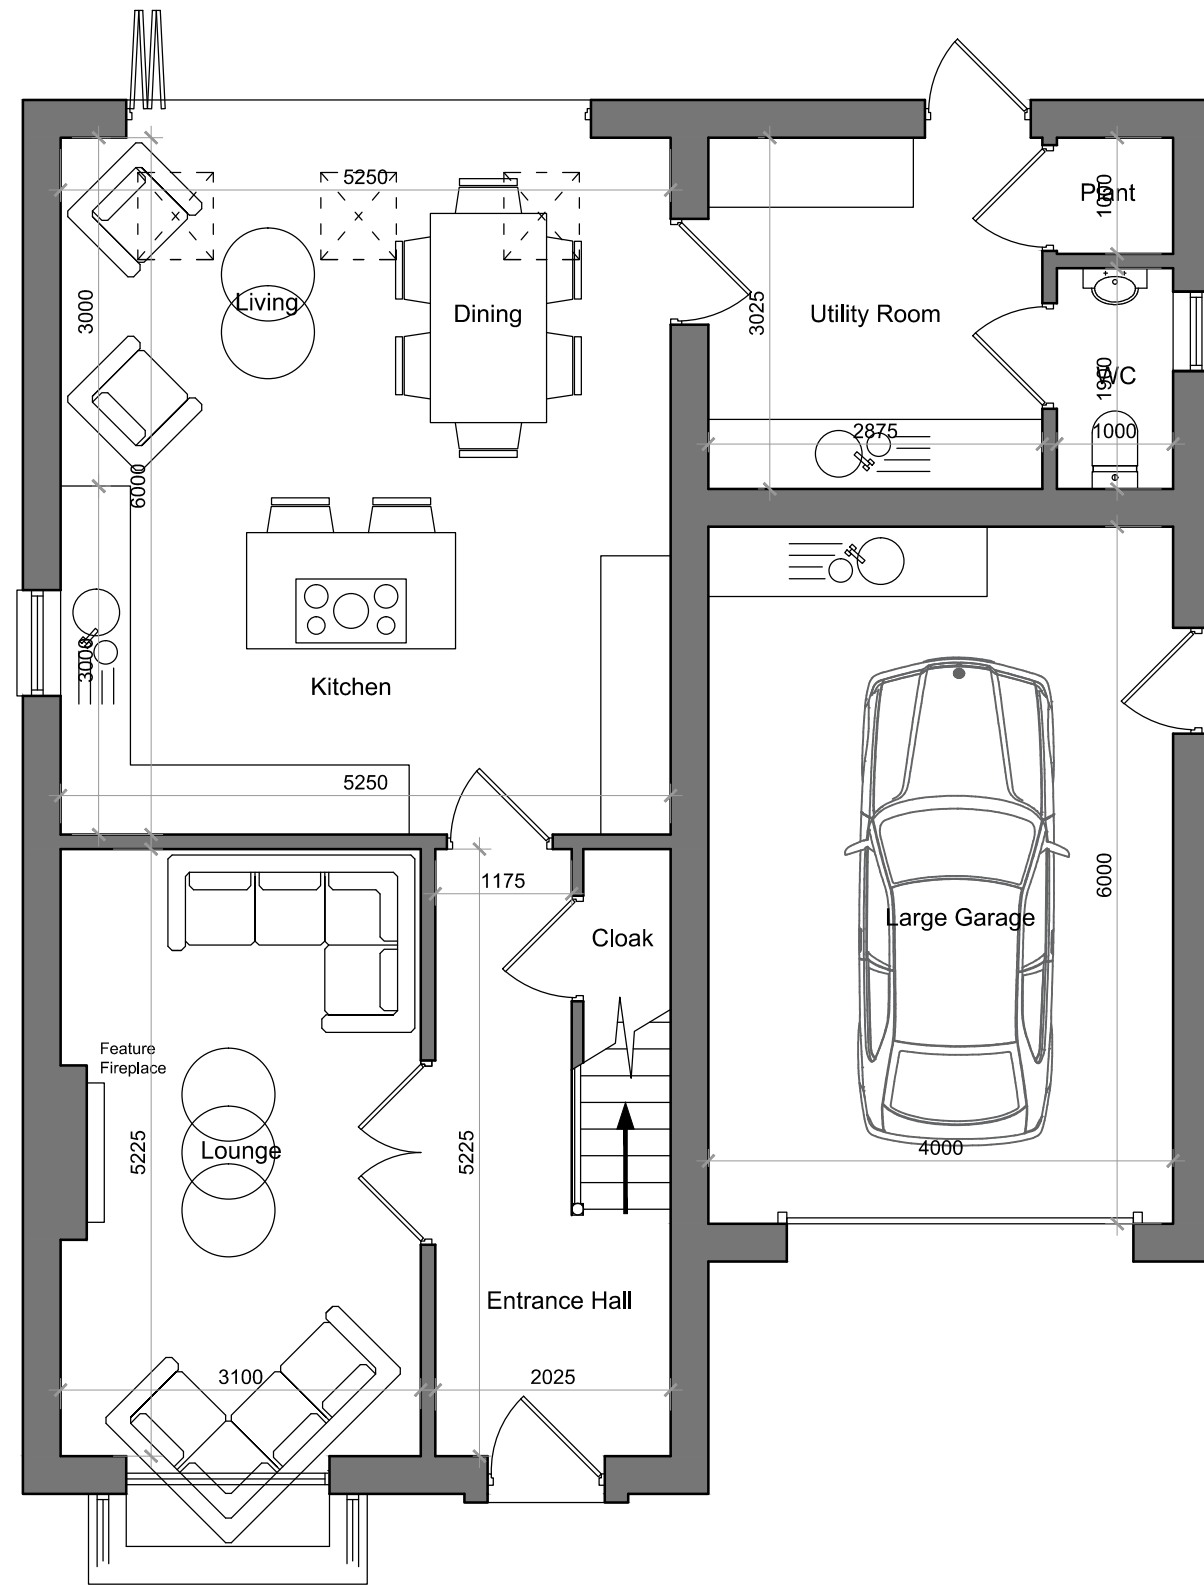 5250
3000
Living
Dining
6000
3025
Utility Room
Plant
1000
WC
1900
2875
1000
3000
Kitchen
5250
1175
Cloak
6000
Large Garage
Feature
Fireplace
5225
Lounge
5225
4000
Entrance Hall
3100
2025